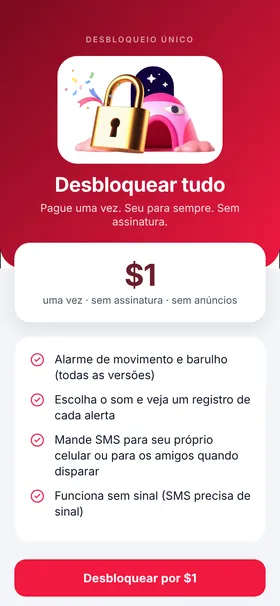 DESBLOQUEIO ÚNICO
Desbloquear tudo
Pague uma vez. Seu para sempre. Sem
assinatura.
$1
uma vez · sem assinatura · sem anúncios
Alarme de movimento e barulho
(todas as versões)
Escolha o som e veja um registro de
cada alerta
Mande SMS para seu próprio
celular ou para os amigos quando
disparar
Funciona sem sinal (SMS precisa de
sinal)
Desbloquear por $1